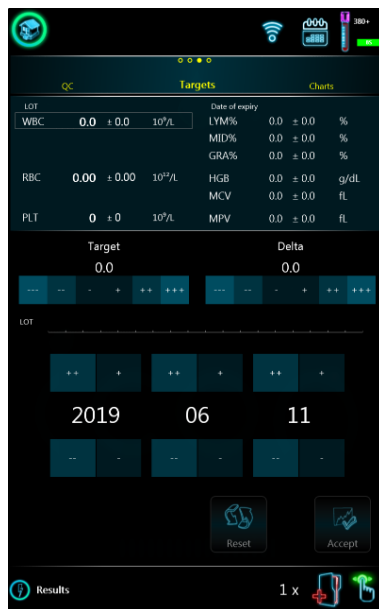 000
380+
65
QC Targets Charts
LOT Date of expiry
WBC 0.0 ± 0.0 10⁹/L LYM% 0.0 ± 0.0 %
MID% 0.0 ± 0.0 %
GRA% 0.0 ± 0.0 %
RBC 0.00 ± 0.00 10¹²/L HGB 0.0 ± 0.0 g/dL
MCV 0.0 ± 0.0 fL
PLT 0 ± 0 10⁹/L MPV 0.0 ± 0.0 fL
Target Delta
0.0 0.0
--- -- - + ++ +++ --- -- - + ++ +++
LOT
++ + ++ + ++ +
2019 06 11
-- - -- - -- -
Reset Accept
Results 1 x